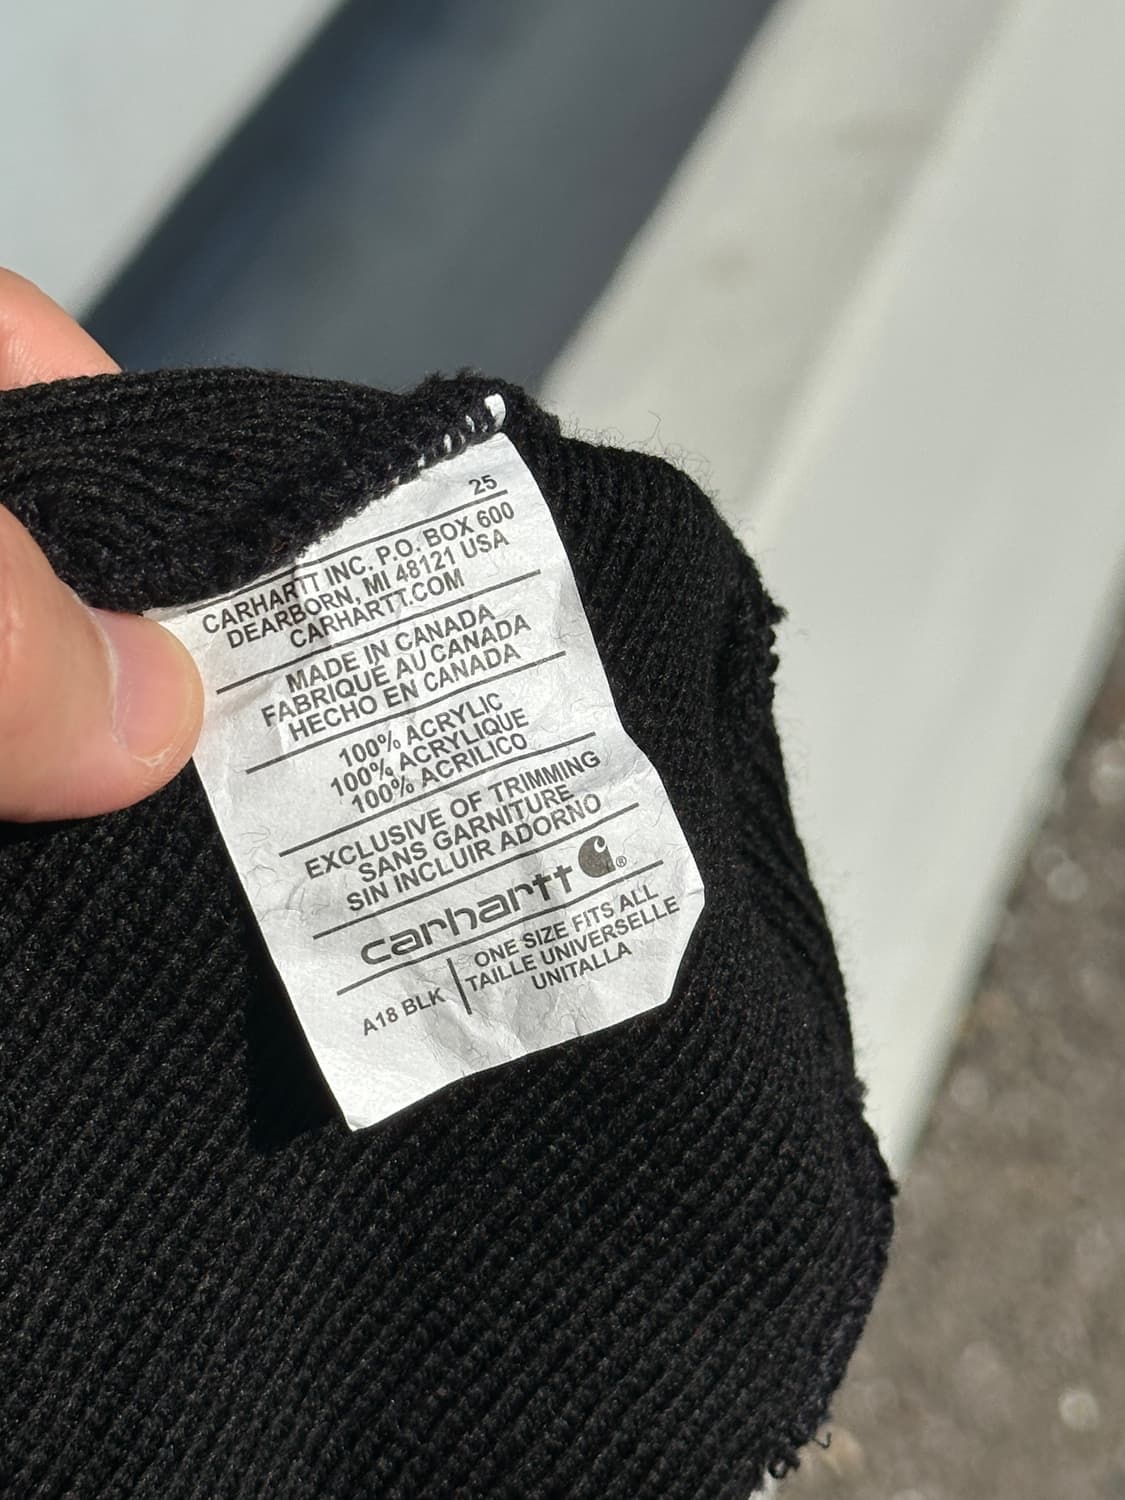 25
CARHARTT INC. P.O. BOX 600
DEARBORN, MI 48121 USA
CARHARTT.COM
MADE IN CANADA
FABRIQUÉ AU CANADA
HECHO EN CANADA
100% ACRYLIC
100% ACRYLIQUE
100% ACRILICO
EXCLUSIVE OF TRIMMING
SANS GARNITURE
SIN INCLUIR ADORNO
carhartt ®
A18 BLK
ONE SIZE FITS ALL
TAILLE UNIVERSELLE
UNITALLA